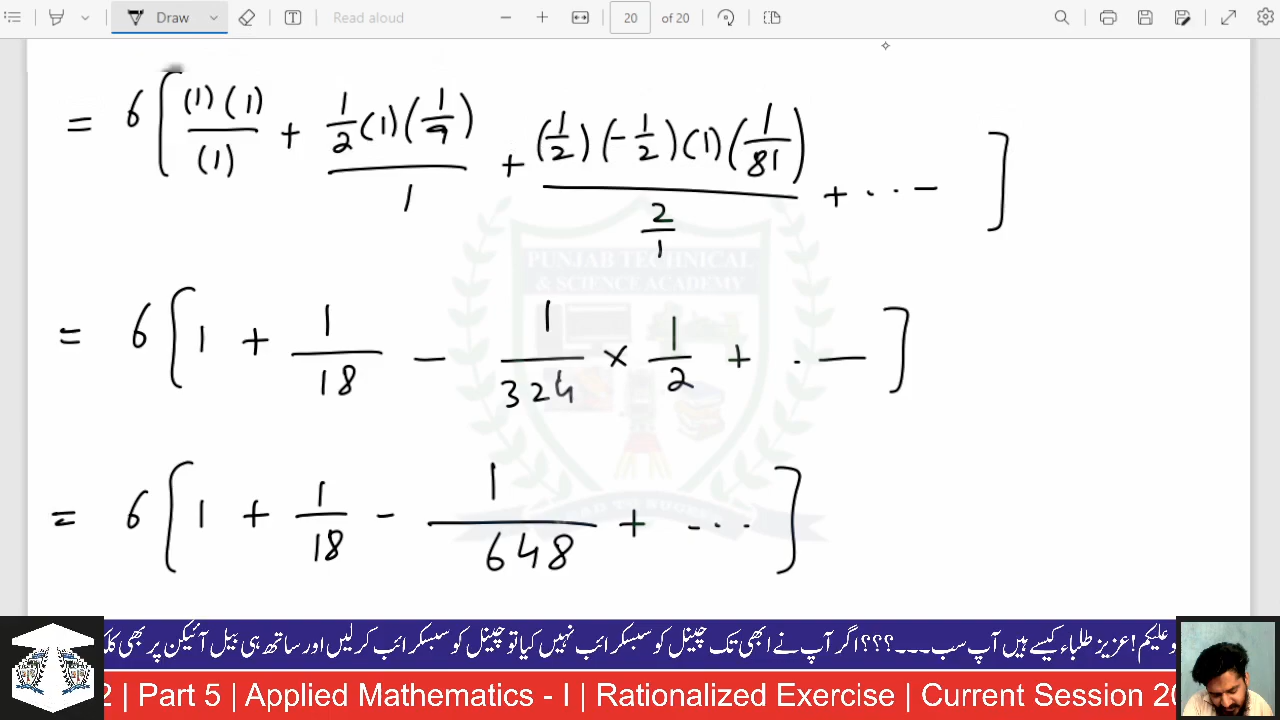 Draw
Read aloud
20 of 20
= 6 [ (1)(1)/(1) + 1/2 (1)(1/9)/1 + (1/2)(-1/2)(1)(1/81)/(2/1) + ... ]
PUNJAB TECHNICAL
& SCIENCE ACADEMY
= 6 [ 1 + 1/18 - 1/324 × 1/2 + ... ]
= 6 [ 1 + 1/18 - 1/648 + ... ]
وعلیکم! عزیز طلباء کیسے ہیں آپ سب۔۔۔؟؟؟ اگر آپ نے ابھی تک چینل کو سبسکرائب نہیں کیا تو چینل کو سبسکرائب کر لیں اور ساتھ ہی بیل آئیکن پر بھی
2 | Part 5 | Applied Mathematics - I | Rationalized Exercise | Current Session 20